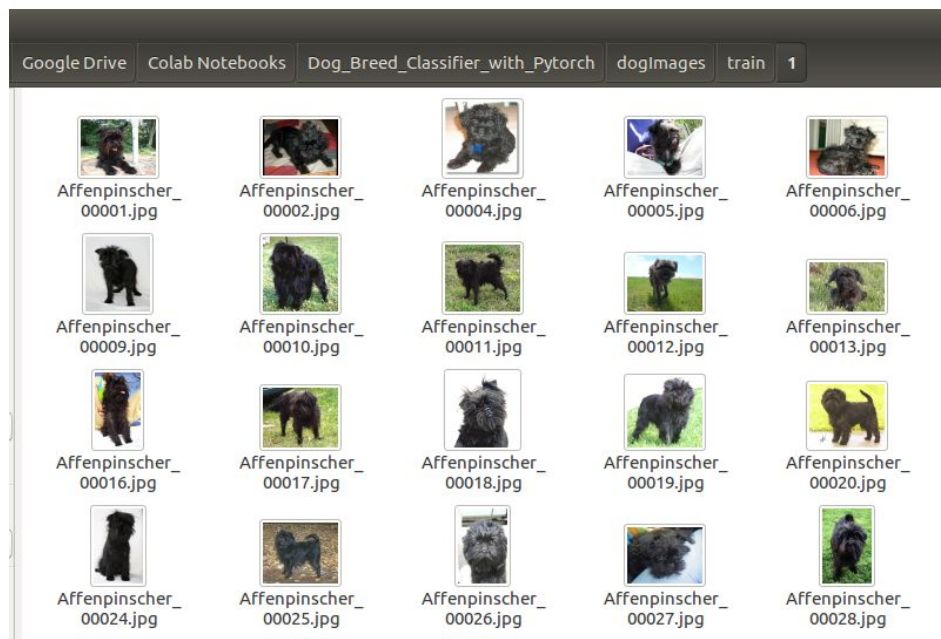 Google Drive Colab Notebooks Dog_Breed_Classifier_with_Pytorch dogImages train 1
Affenpinscher_ Affenpinscher_ Affenpinscher_ Affenpinscher_ Affenpinscher_
00001.jpg 00002.jpg 00004.jpg 00005.jpg 00006.jpg
Affenpinscher_ Affenpinscher_ Affenpinscher_ Affenpinscher_ Affenpinscher_
00009.jpg 00010.jpg 00011.jpg 00012.jpg 00013.jpg
Affenpinscher_ Affenpinscher_ Affenpinscher_ Affenpinscher_ Affenpinscher_
00016.jpg 00017.jpg 00018.jpg 00019.jpg 00020.jpg
Affenpinscher_ Affenpinscher_ Affenpinscher_ Affenpinscher_ Affenpinscher_
00024.jpg 00025.jpg 00026.jpg 00027.jpg 00028.jpg